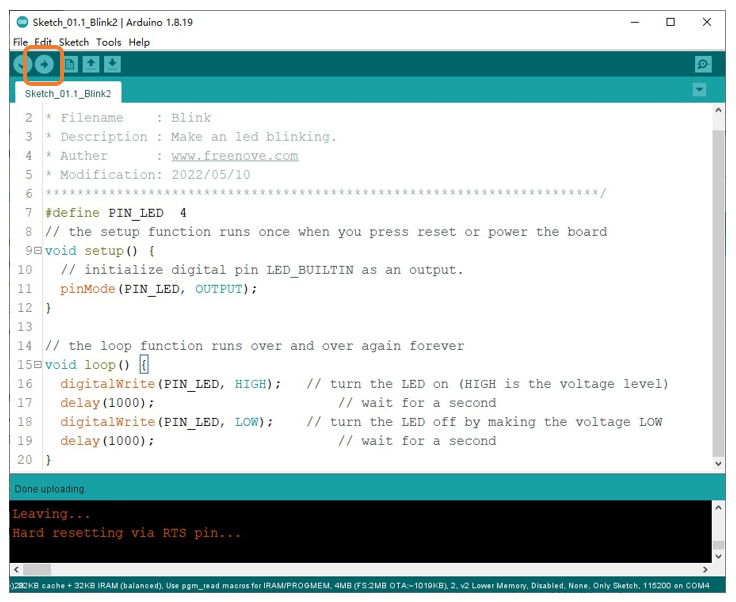 Sketch_01.1_Blink2 | Arduino 1.8.19
File Edit Sketch Tools Help
Sketch_01.1_Blink2
2 * Filename    : Blink
3 * Description : Make an led blinking.
4 * Auther      : www.freenove.com
5 * Modification: 2022/05/10
6 **********************************************************************/
7 #define PIN_LED  4
8 // the setup function runs once when you press reset or power the board
9 void setup() {
10   // initialize digital pin LED_BUILTIN as an output.
11   pinMode(PIN_LED, OUTPUT);
12 }
13
14 // the loop function runs over and over again forever
15 void loop() {
16   digitalWrite(PIN_LED, HIGH);   // turn the LED on (HIGH is the voltage level)
17   delay(1000);                       // wait for a second
18   digitalWrite(PIN_LED, LOW);    // turn the LED off by making the voltage LOW
19   delay(1000);                       // wait for a second
20 }
Done uploading.
Leaving...
Hard resetting via RTS pin...
KB cache + 32KB IRAM (balanced), Use pgm_read macros for IRAM/PROGMEM, 4MB (FS:2MB OTA:~1019KB), 2, v2 Lower Memory, Disabled, None, Only Sketch, 115200 on COM4